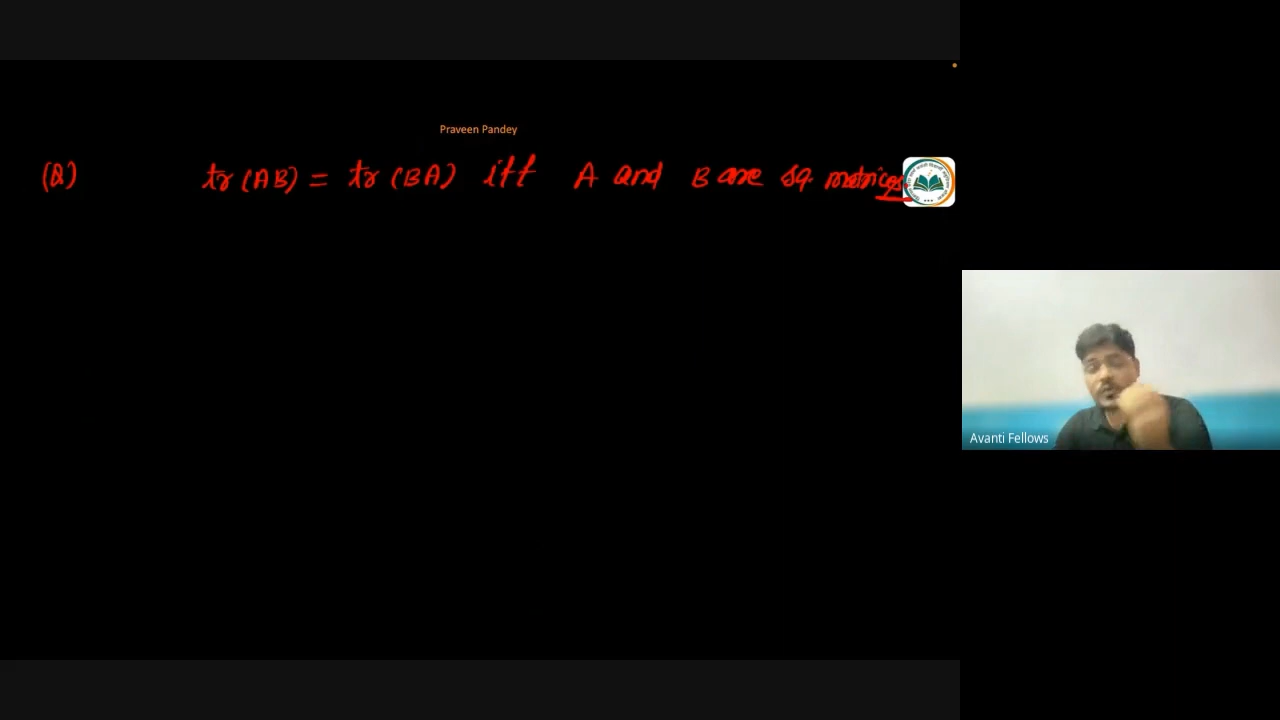 Praveen Pandey
(Q) tr (AB) = tr (BA) iff A and B are sq. matrices.
Avanti Fellows